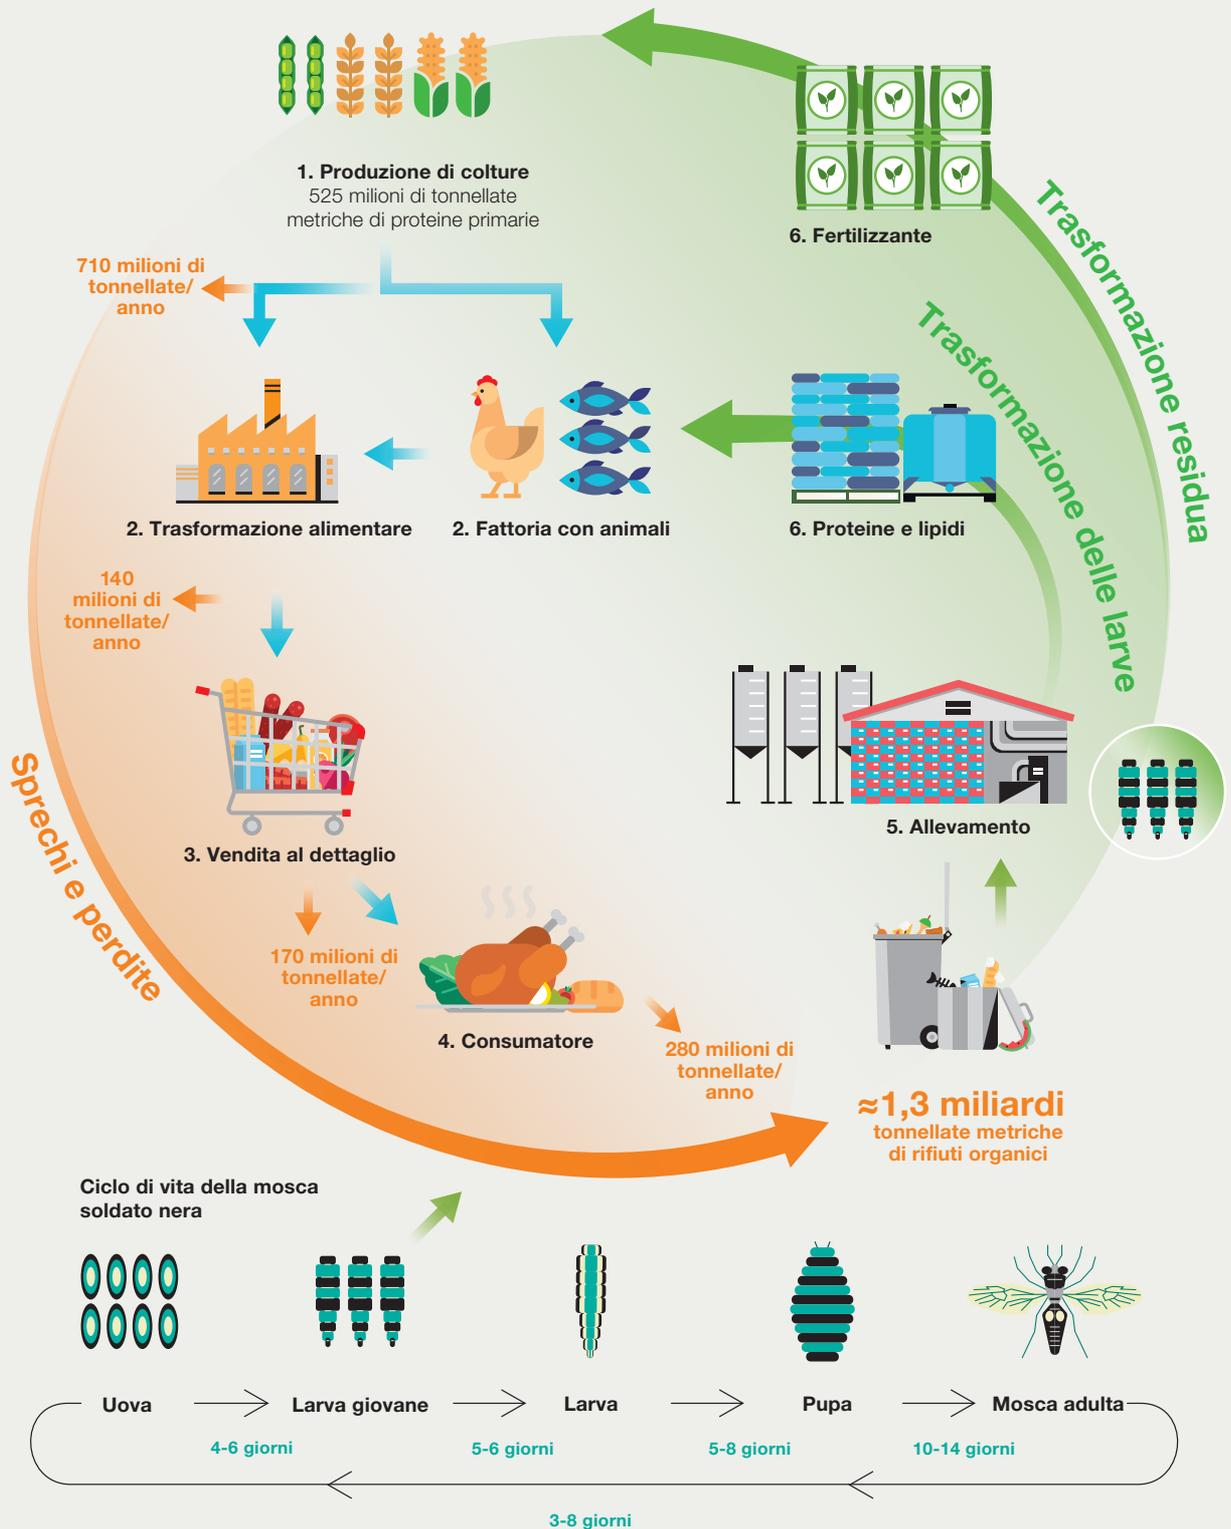 1. Produzione di colture
525 milioni di tonnellate
metriche di proteine primarie
6. Fertilizzante
Trasformazione residua
710 milioni di
tonnellate/
anno
Trasformazione delle larve
2. Trasformazione alimentare
2. Fattoria con animali
6. Proteine e lipidi
140
milioni di
tonnellate/
anno
Sprechi e perdite
3. Vendita al dettaglio
5. Allevamento
170 milioni di
tonnellate/
anno
4. Consumatore
280 milioni di
tonnellate/
anno
≈1,3 miliardi
tonnellate metriche
di rifiuti organici
Ciclo di vita della mosca
soldato nera
Uova
Larva giovane
Larva
Pupa
Mosca adulta
4-6 giorni
5-6 giorni
5-8 giorni
10-14 giorni
3-8 giorni